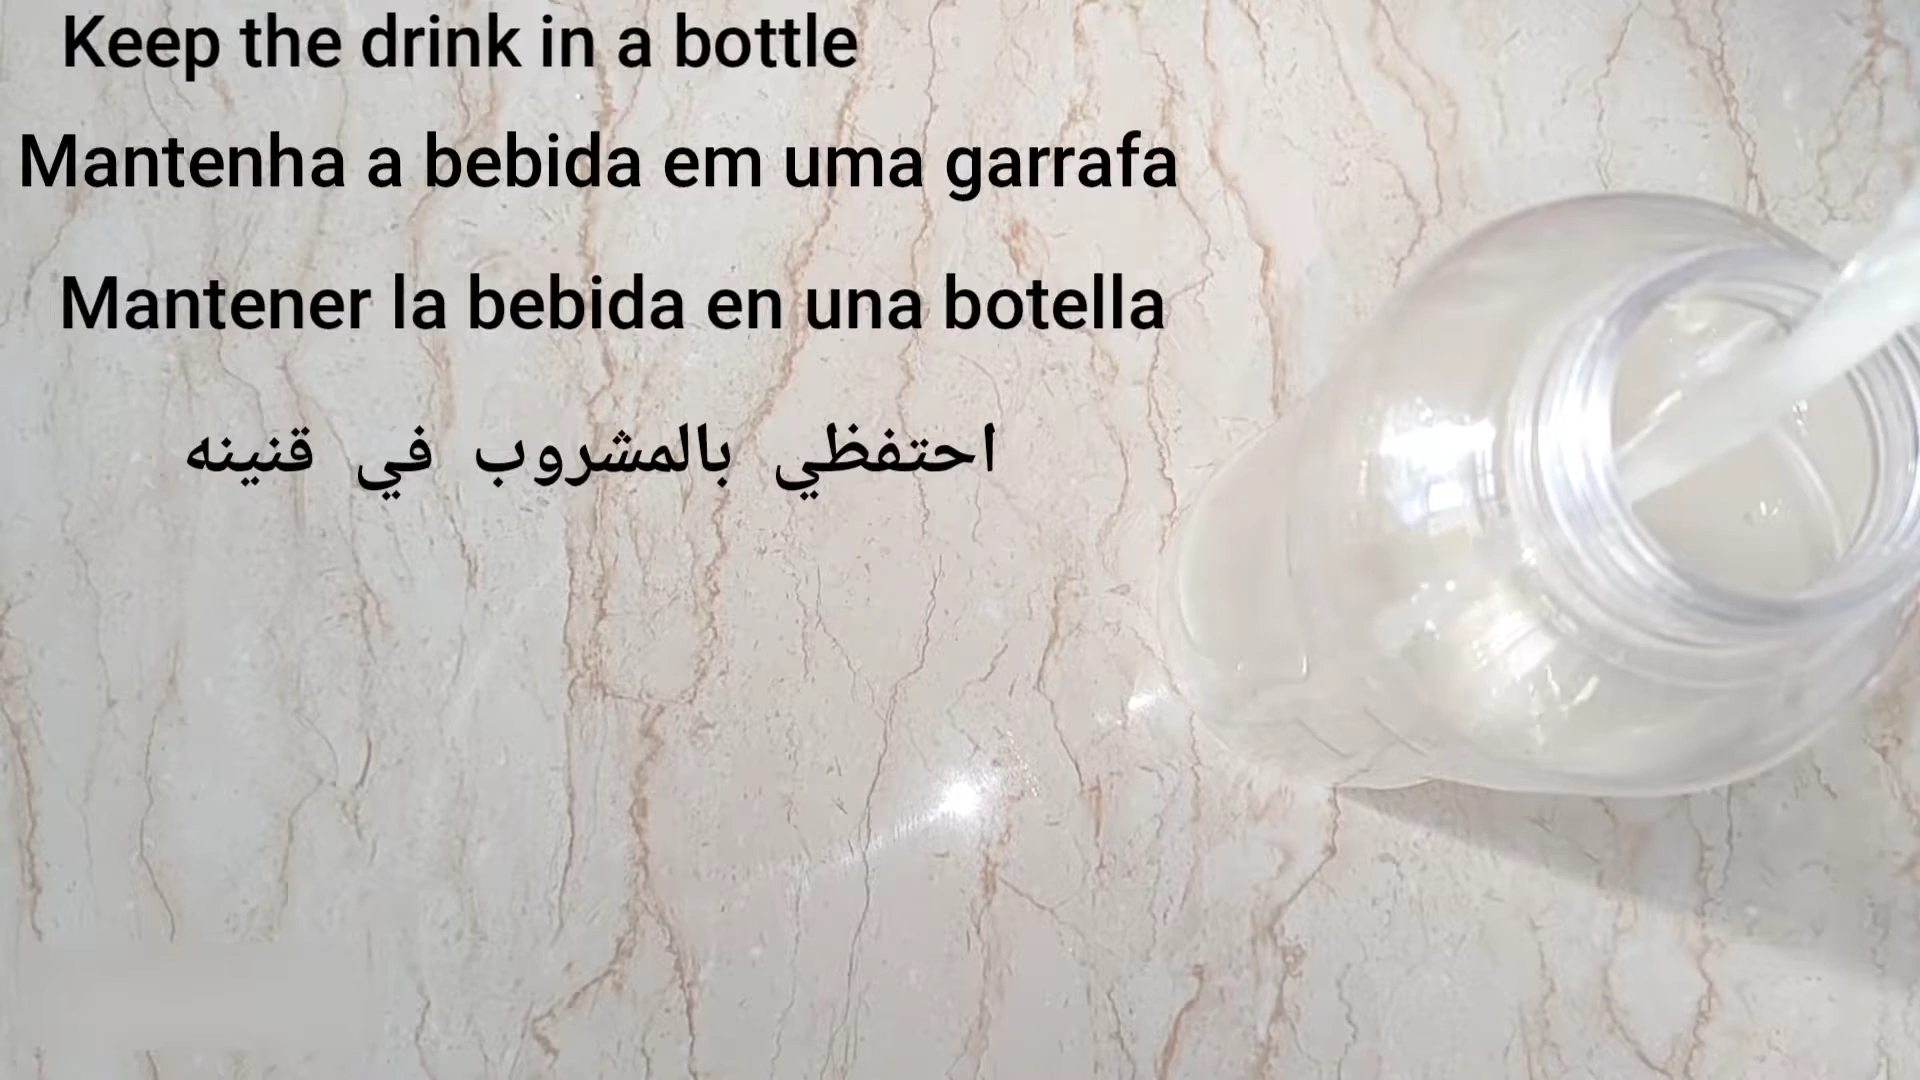 Keep the drink in a bottle
Mantenha a bebida em uma garrafa
Mantener la bebida en una botella
احتفظي بالمشروب في قنينه